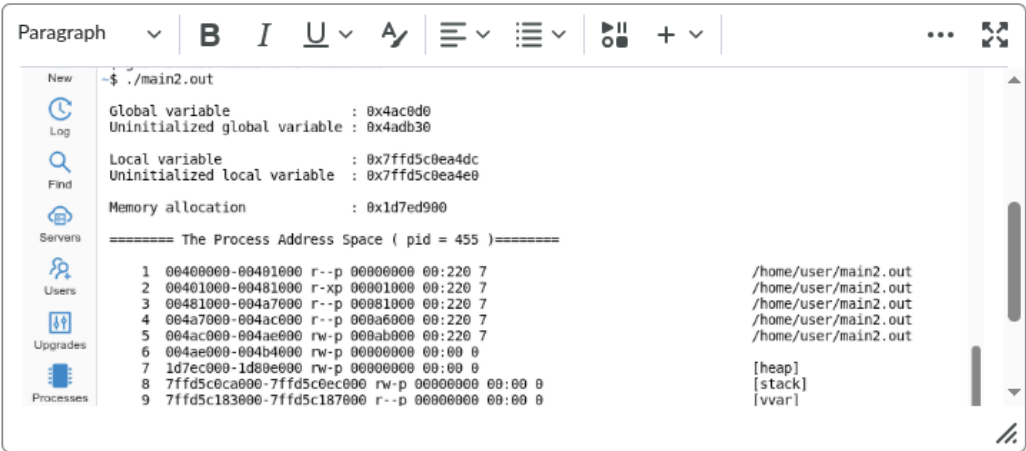 Paragraph
B I U
New
~$ ./main2.out
Log
Find
Servers
Users
Upgrades
Processes
Global variable : 0x4ac0d0
Uninitialized global variable : 0x4adb30
Local variable : 0x7ffd5c0ea4dc
Uninitialized local variable : 0x7ffd5c0ea4e0
Memory allocation : 0x1d7ed900
======== The Process Address Space ( pid = 455 )========
1 00400000-00401000 r--p 00000000 00:220 7 /home/user/main2.out
2 00401000-00481000 r-xp 00001000 00:220 7 /home/user/main2.out
3 00481000-004a7000 r--p 00081000 00:220 7 /home/user/main2.out
4 004a7000-004ac000 r--p 000a6000 00:220 7 /home/user/main2.out
5 004ac000-004ae000 rw-p 000ab000 00:220 7 /home/user/main2.out
6 004ae000-004b4000 rw-p 00000000 00:00 0
7 1d7ec000-1d80e000 rw-p 00000000 00:00 0 [heap]
8 7ffd5c0ca000-7ffd5c0ec000 rw-p 00000000 00:00 0 [stack]
9 7ffd5c183000-7ffd5c187000 r--p 00000000 00:00 0 [vvar]